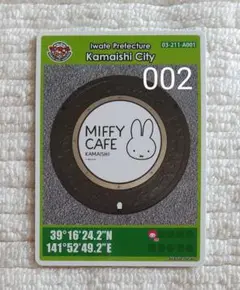 Iwate Prefecture
03-211-A001
Kamaishi City
002
MIFFY
CAFE
KAMAISHI
39°16'24.2"N
141°52'49.2"E